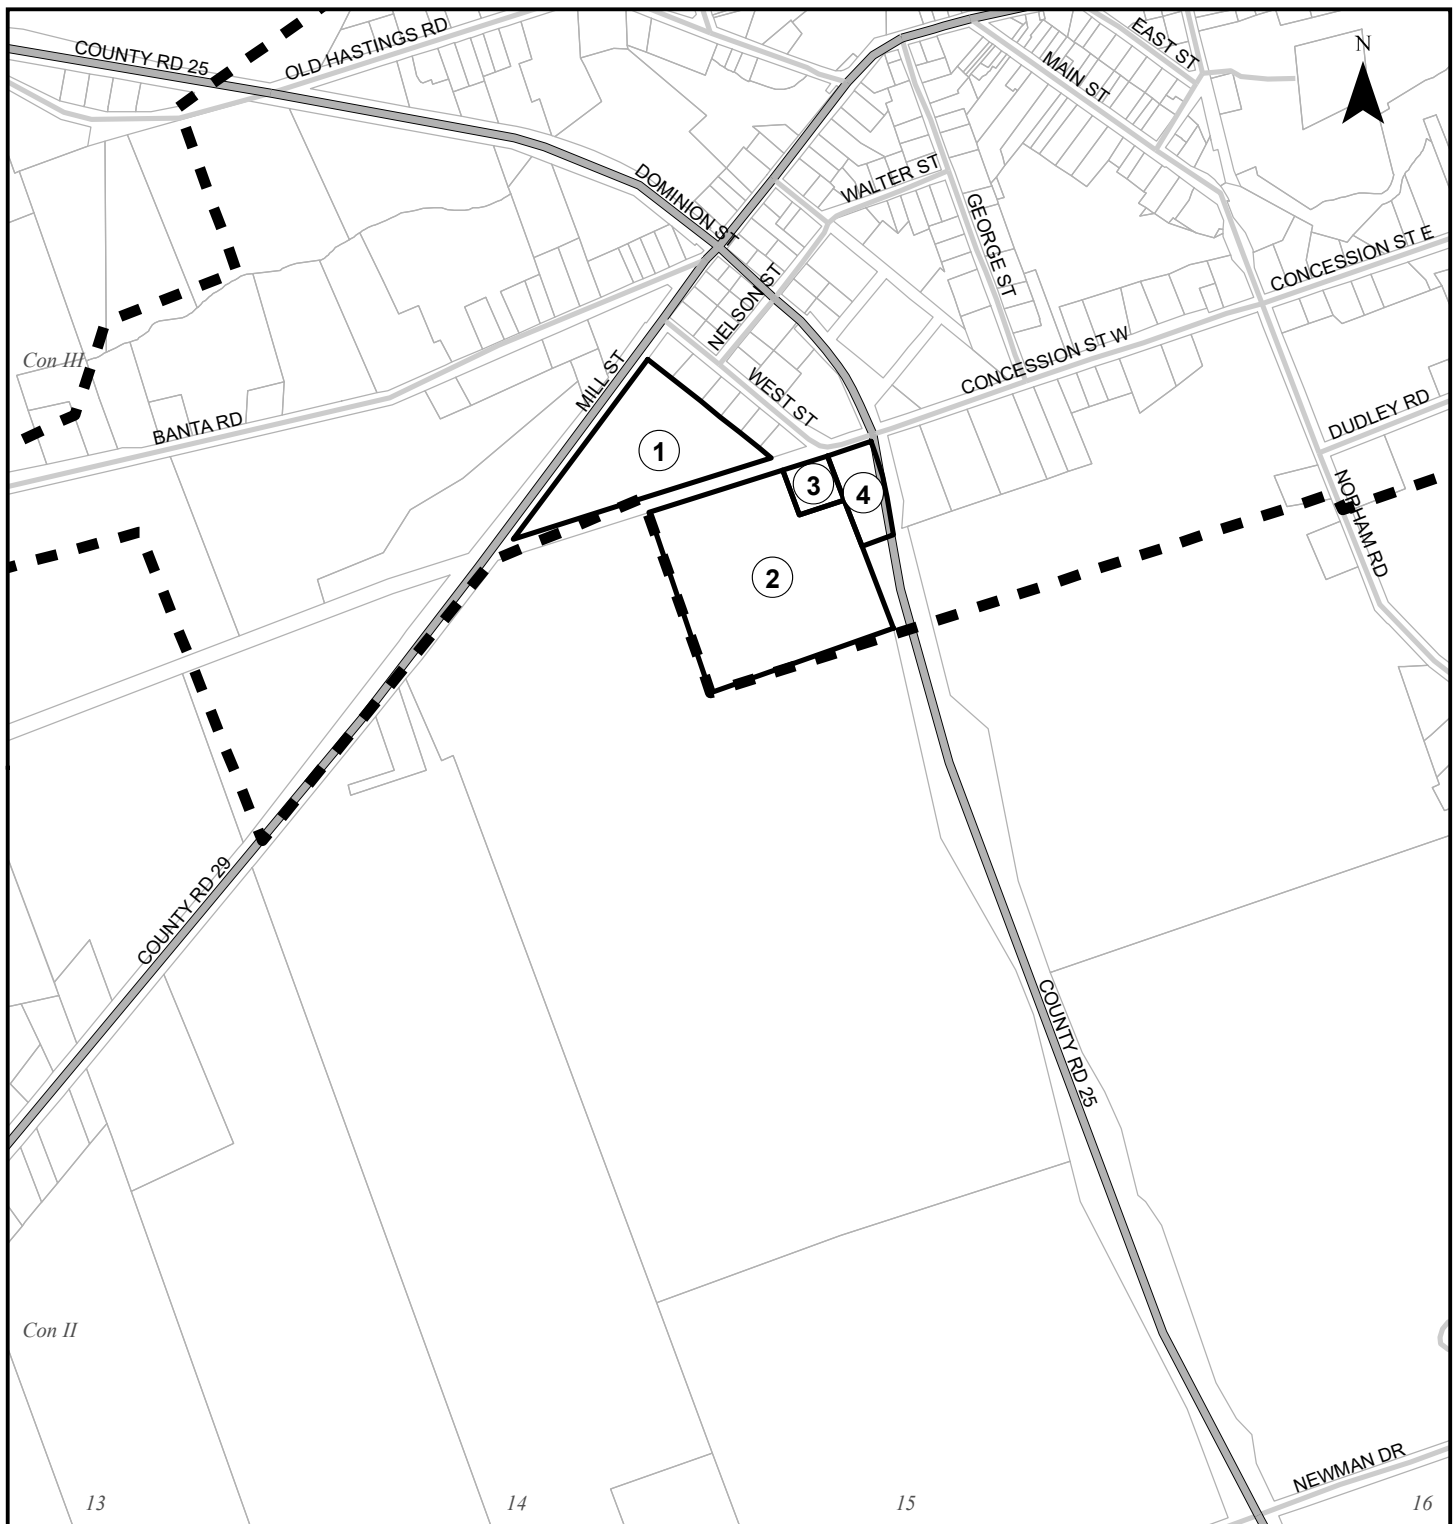 EAST ST
COUNTY RD 25
OLD HASTINGS RD
N
MAIN ST
DOMINION ST
WALTER ST
GEORGE ST
CONCESSION ST E
NELSON ST
Con III
MILL ST
WEST ST
CONCESSION ST W
BANTA RD
DUDLEY RD
1
3
4
NORHAM RD
2
COUNTY RD 29
COUNTY RD 25
Con II
NEWMAN DR
13
14
15
16